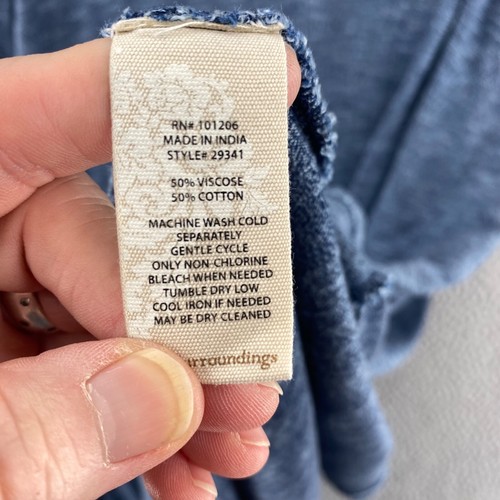 RN# 101206
MADE IN INDIA
STYLE# 29341
50% VISCOSE
50% COTTON
MACHINE WASH COLD
SEPARATELY
GENTLE CYCLE
ONLY NON-CHLORINE
BLEACH WHEN NEEDED
TUMBLE DRY LOW
COOL IRON IF NEEDED
MAY BE DRY CLEANED